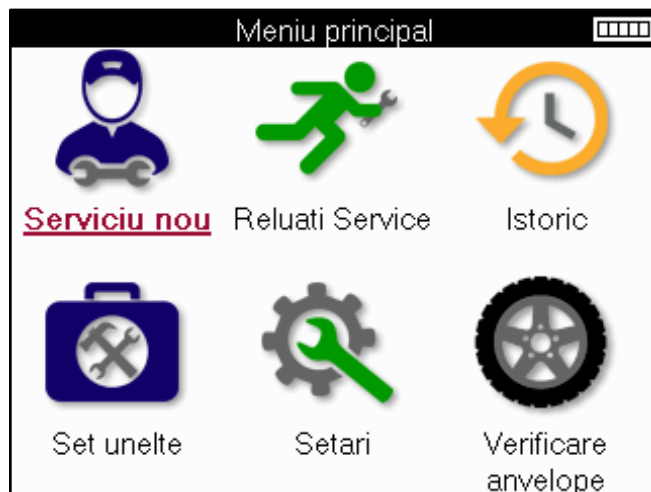 Meniu principal
Serviciu nou
Reluati Service
Istoric
Set unelte
Setari
Verificare
anvelope